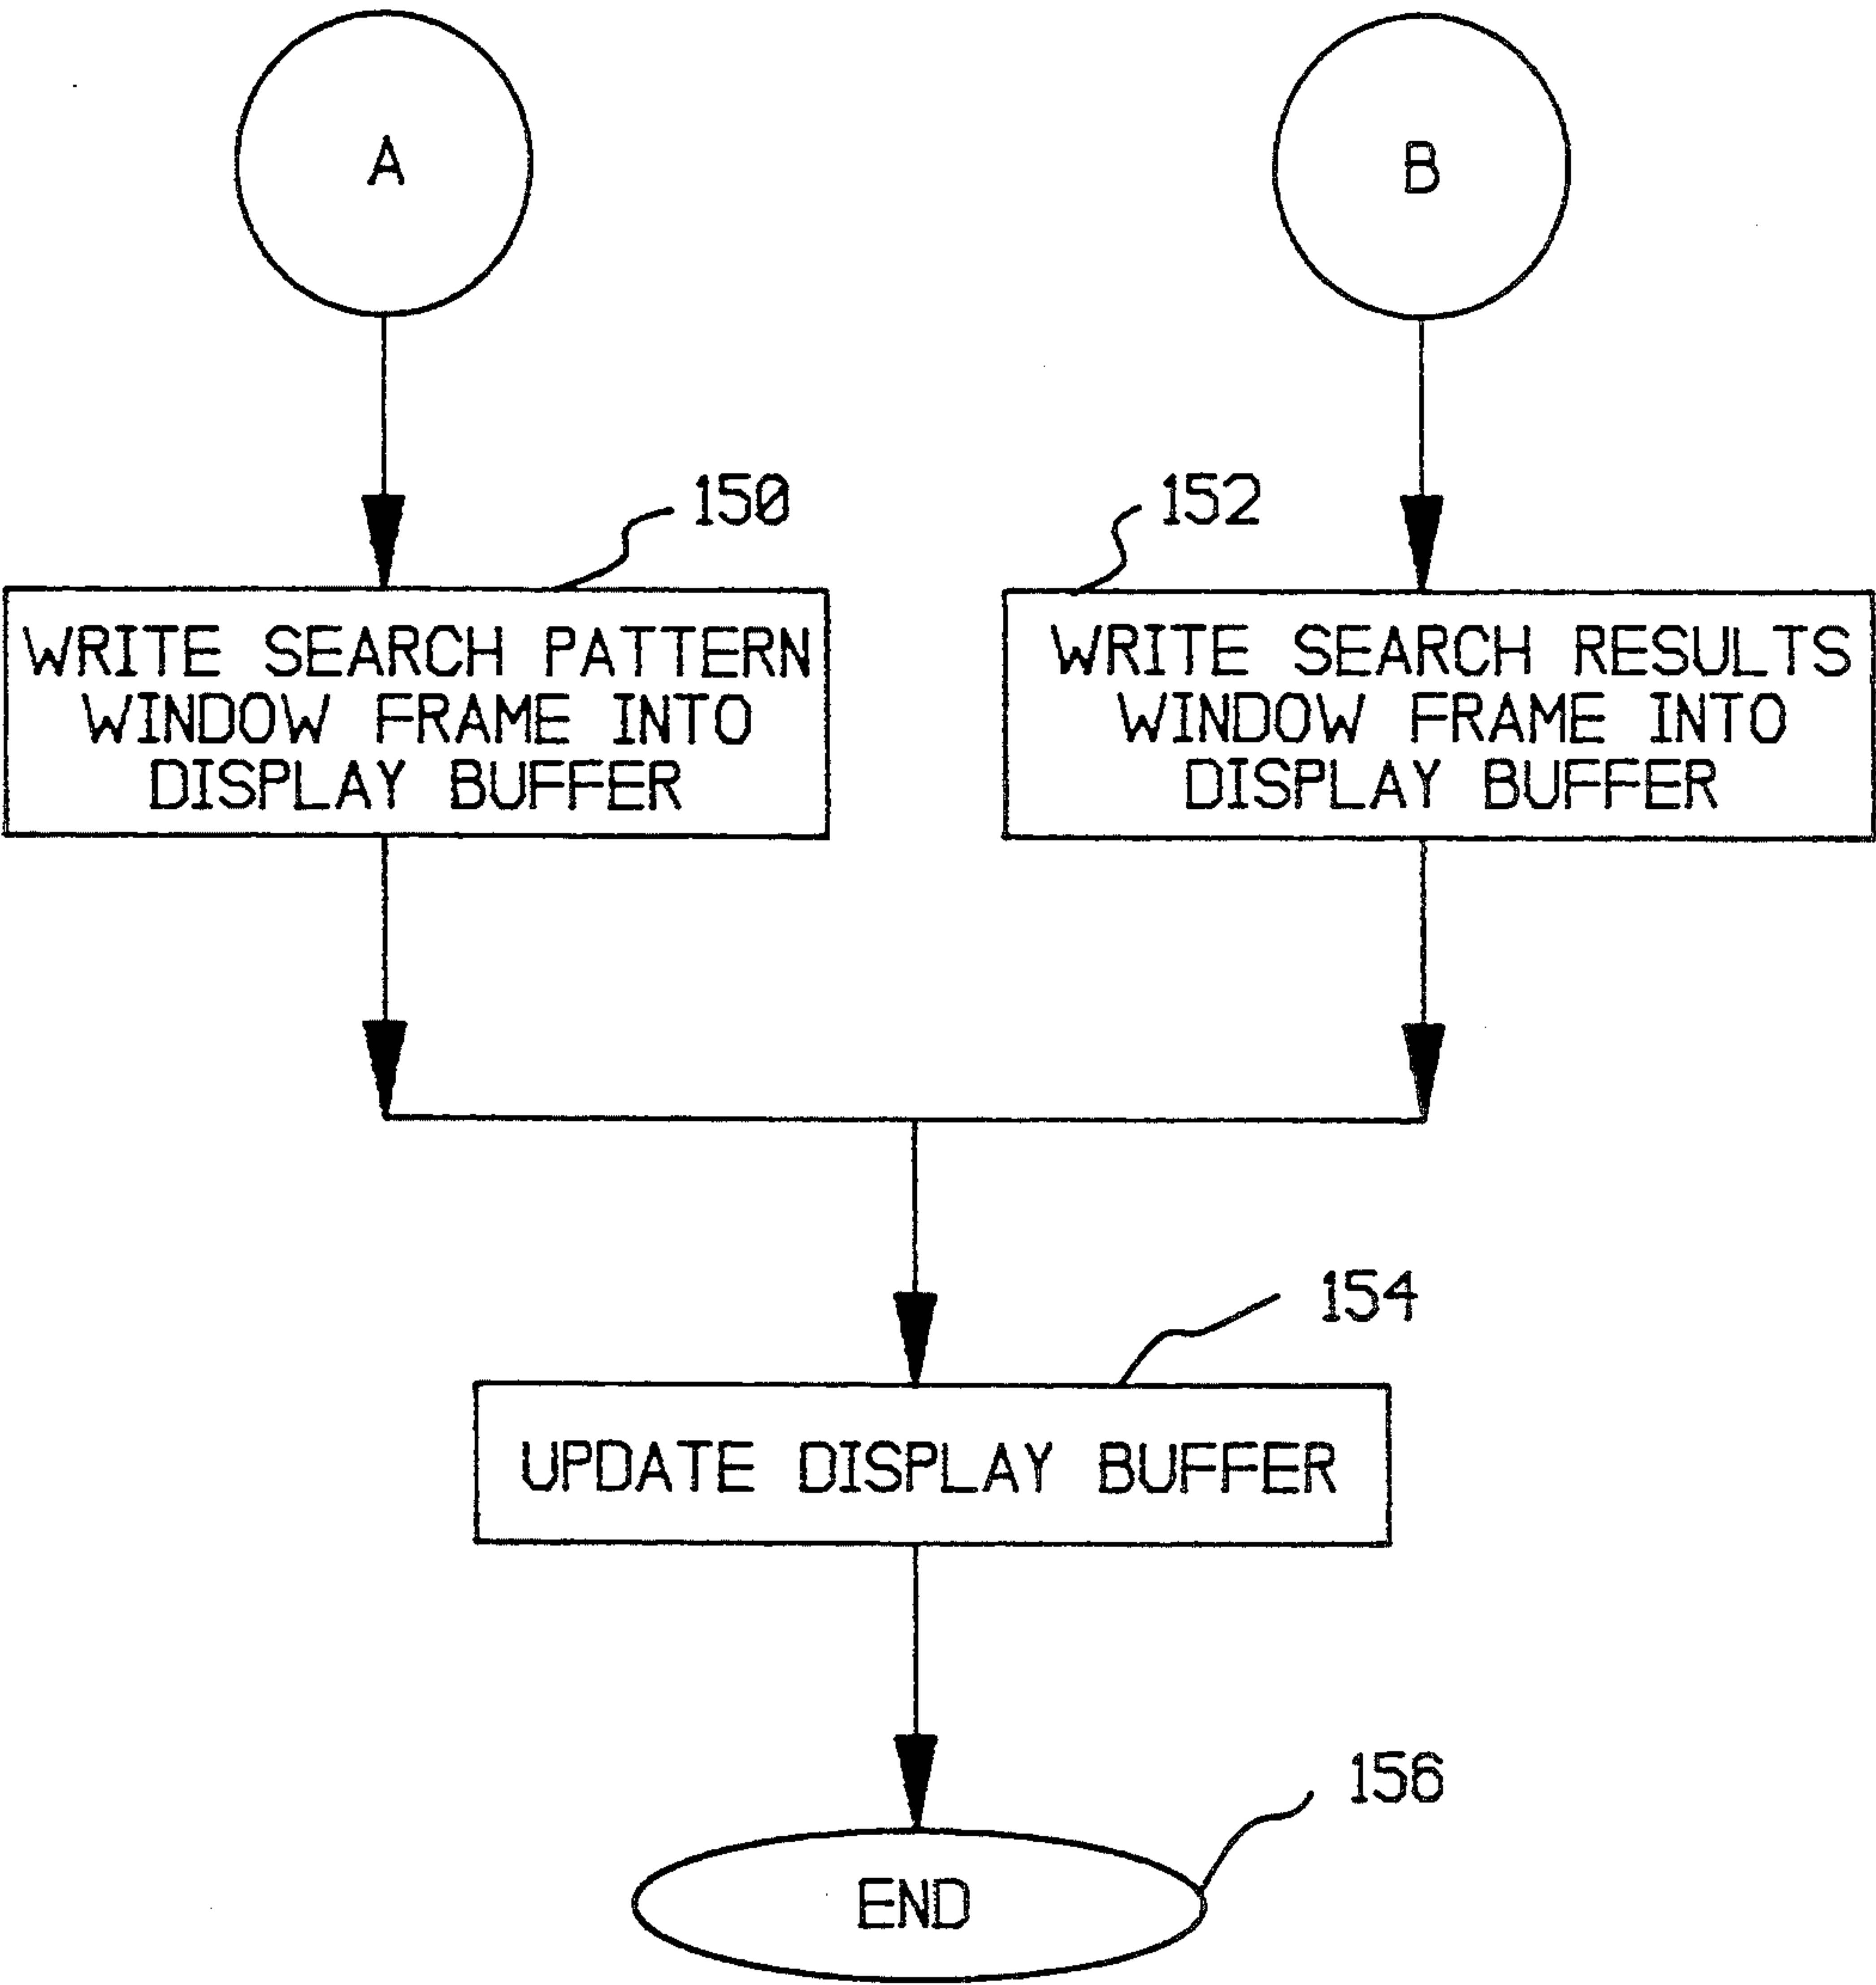 A
B
150
152
WRITE SEARCH PATTERN
WINDOW FRAME INTO
DISPLAY BUFFER
WRITE SEARCH RESULTS
WINDOW FRAME INTO
DISPLAY BUFFER
154
UPDATE DISPLAY BUFFER
156
END